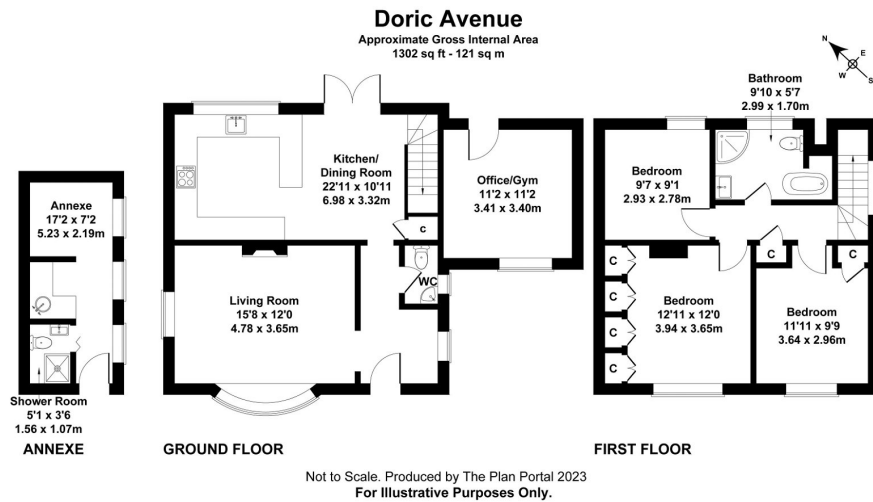 Doric Avenue
Approximate Gross Internal Area
1302 sq ft - 121 sq m
N
E
W
S
Annexe
17'2 x 7'2
5.23 x 2.19m
Shower Room
5'1 x 3'6
1.56 x 1.07m
ANNEXE
Kitchen/
Dining Room
22'11 x 10'11
6.98 x 3.32m
C
Office/Gym
11'2 x 11'2
3.41 x 3.40m
Living Room
15'8 x 12'0
4.78 x 3.65m
WC
GROUND FLOOR
Bathroom
9'10 x 5'7
2.99 x 1.70m
Bedroom
9'7 x 9'1
2.93 x 2.78m
C
C
C
C
C
C
Bedroom
12'11 x 12'0
3.94 x 3.65m
Bedroom
11'11 x 9'9
3.64 x 2.96m
FIRST FLOOR
Not to Scale. Produced by The Plan Portal 2023
For Illustrative Purposes Only.